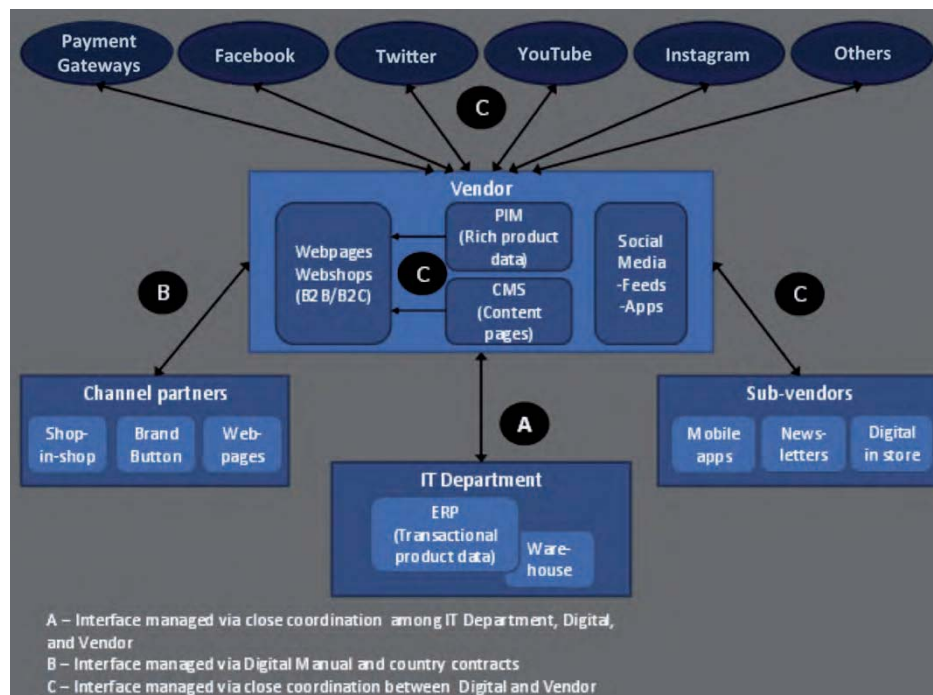 Payment
Gateways
Facebook
Twitter
YouTube
Instagram
Others
C
Vendor
Webpages
Webshops
(B2B/B2C)
PIM
(Rich product
data)
C
CMS
(Content
pages)
Social
Media
-Feeds
-Apps
B
C
Channel partners
Shop-
in-shop
Brand
Button
Web-
pages
A
Sub-vendors
Mobile
apps
News-
letters
Digital
in store
IT Department
ERP
(Transactional
product data)
Ware-
house
A – Interface managed via close coordination among IT Department, Digital,
and Vendor
B – Interface managed via Digital Manual and country contracts
C – Interface managed via close coordination between Digital and Vendor